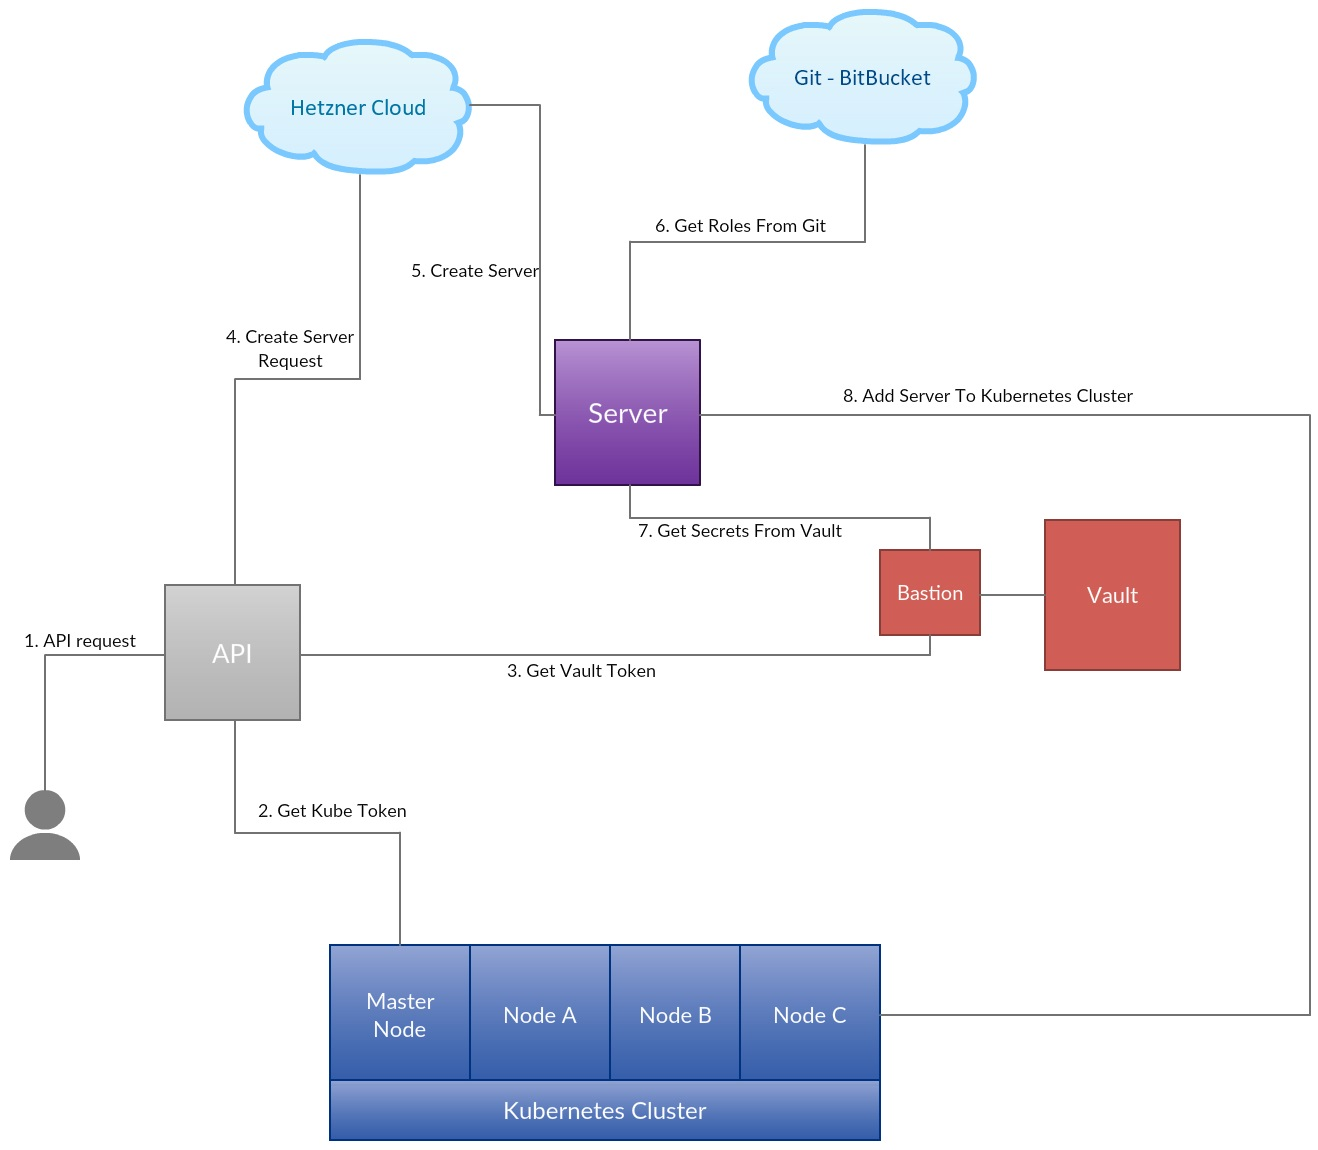 Git - BitBucket
Hetzner Cloud
6. Get Roles From Git
5. Create Server
4. Create Server
Request
8. Add Server To Kubernetes Cluster
Server
7. Get Secrets From Vault
Bastion
Vault
1. API request
API
3. Get Vault Token
2. Get Kube Token
Master
Node
Node A
Node B
Node C
Kubernetes Cluster